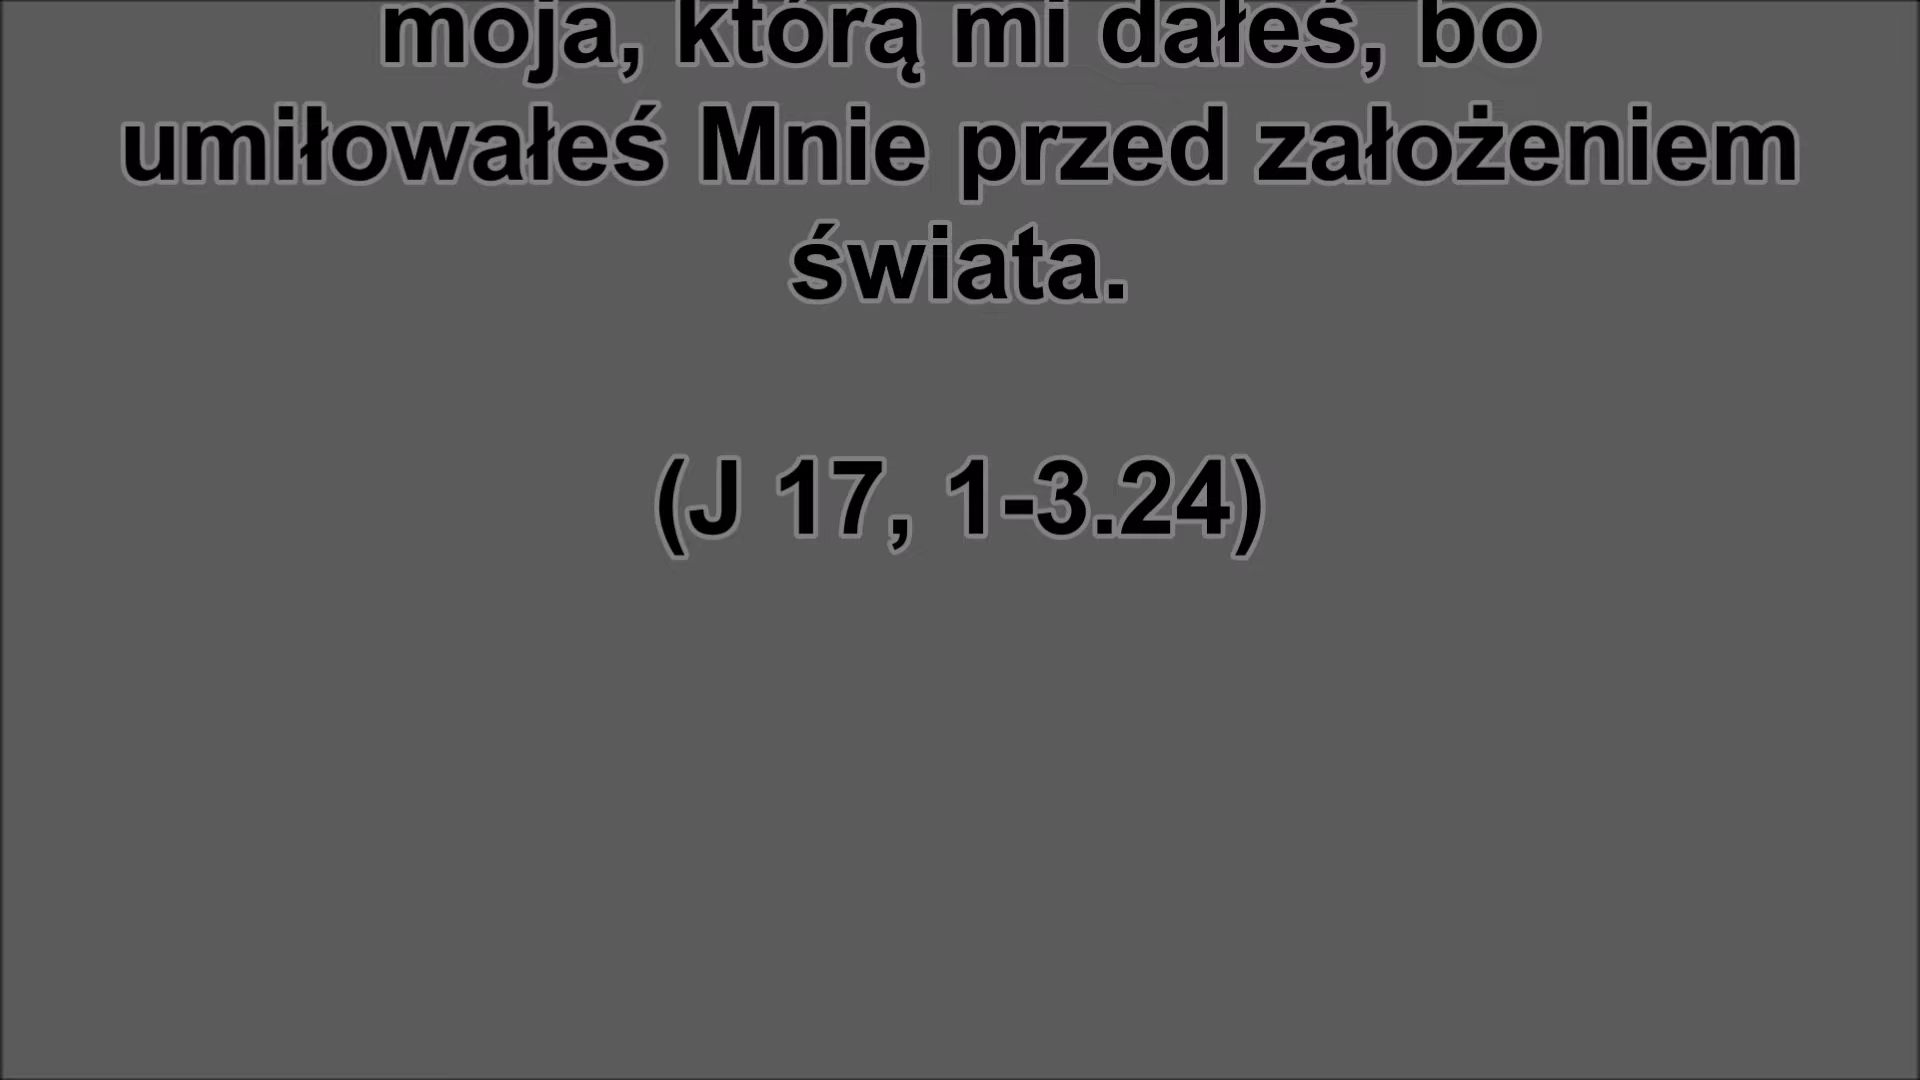 moja, którą mi dałeś, bo
umiłowałeś Mnie przed założeniem
świata.
(J 17, 1-3.24)